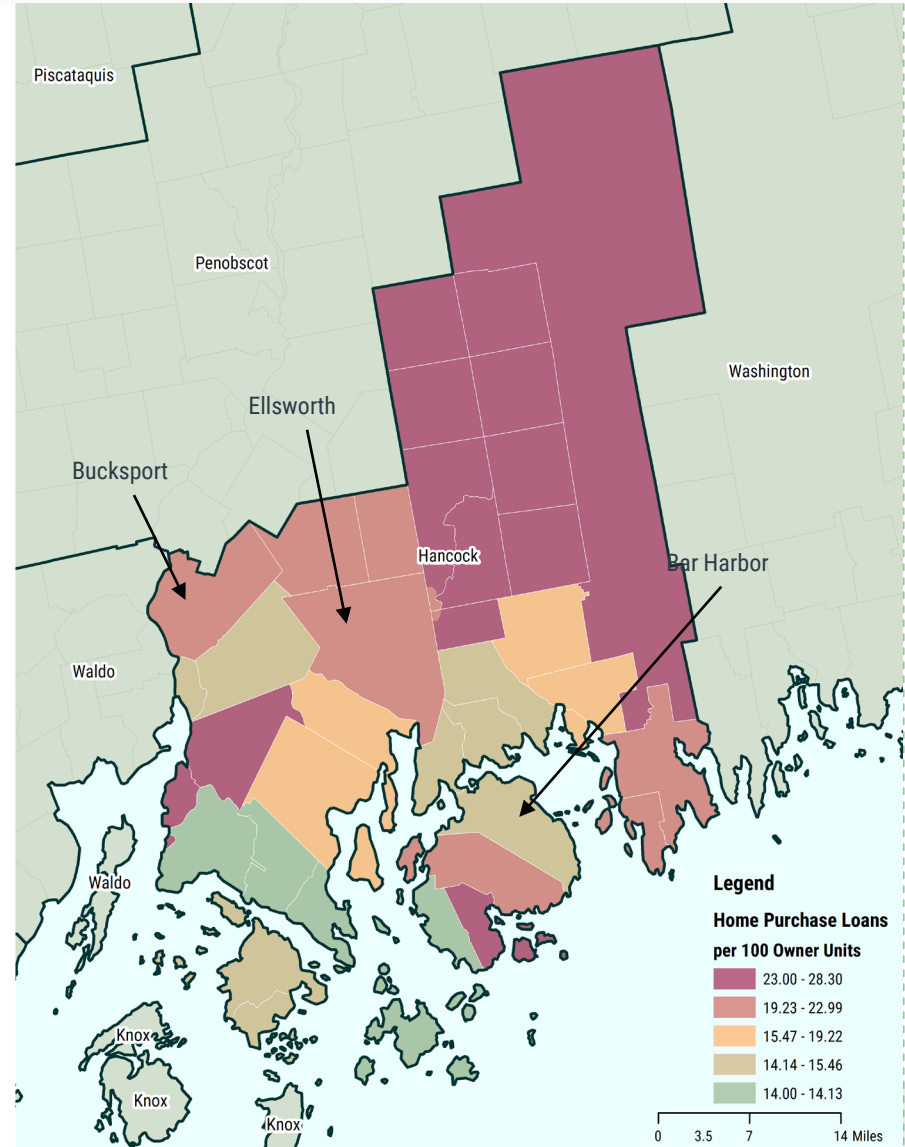 Piscataquis
Penobscot
Washington
Ellsworth
Bucksport
Hancock
Bar Harbor
Waldo
Waldo
Knox
Knox
Knox
Legend
Home Purchase Loans
per 100 Owner Units
23.00 - 28.30
19.23 - 22.99
15.47 - 19.22
14.14 - 15.46
14.00 - 14.13
0 3.5 7 14 Miles